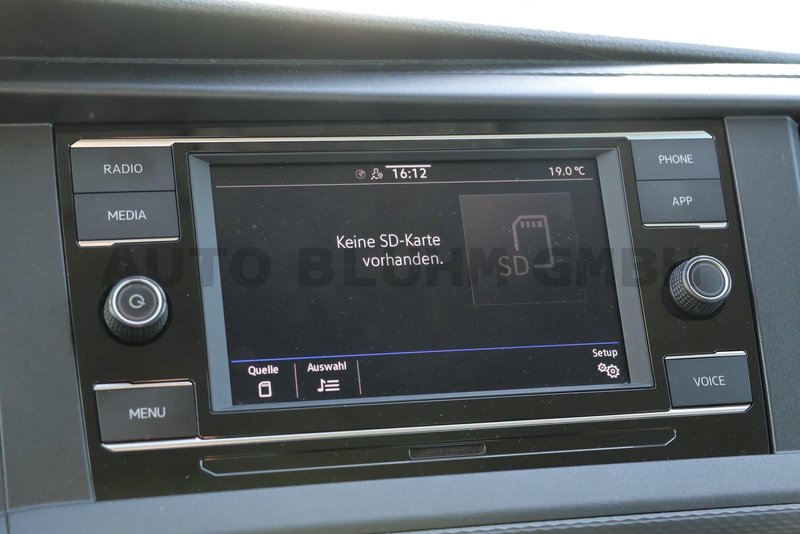 RADIO
MEDIA
MENU
16:12
19.0°C
Keine SD-Karte
vorhanden.
SD
Quelle
Auswahl
Setup
PHONE
APP
VOICE
AUTO BLÜHM GMBH